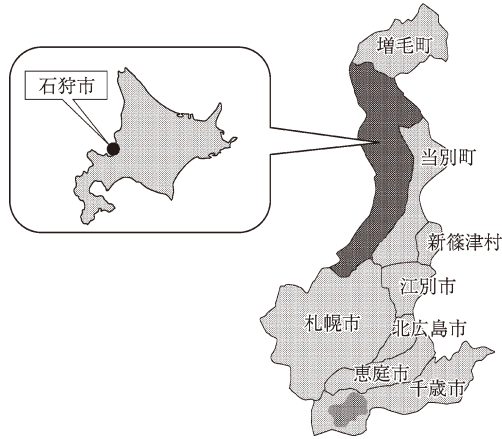 増毛町
石狩市
当別町
新篠津村
江別市
札幌市
北広島市
恵庭市
千歳市